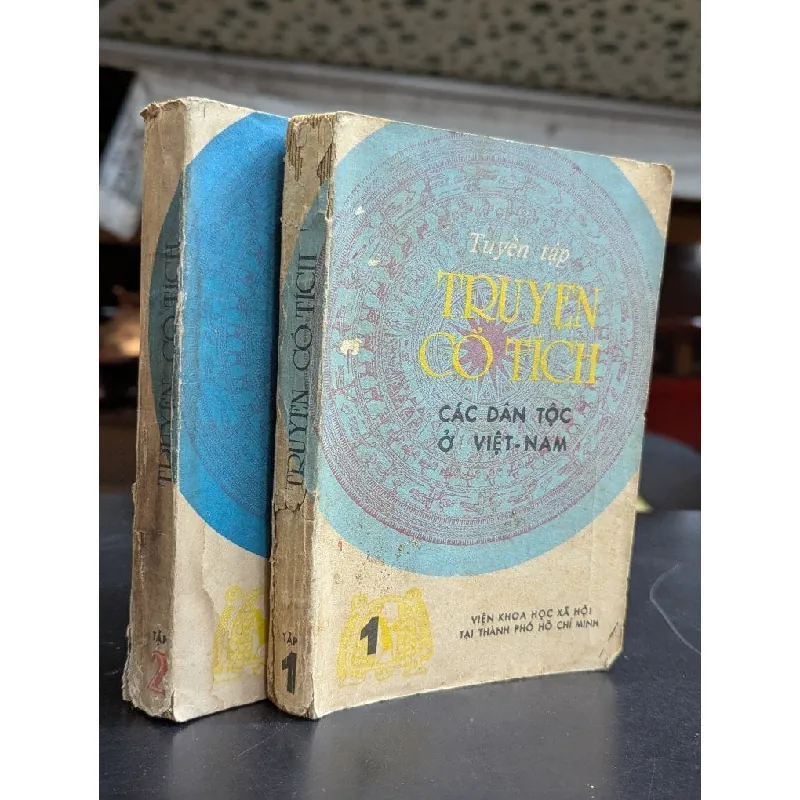 TRUYỆN CỔ TÍCH
TẬP
2
TRUYỆN CỔ TÍCH
TẬP
1
Tuyển tập
TRUYỆN
CỔ TÍCH
CÁC DÂN TỘC
Ở VIỆT-NAM
1
VIỆN KHOA HỌC XÃ HỘI
TẠI THÀNH PHỐ HỒ CHÍ MINH